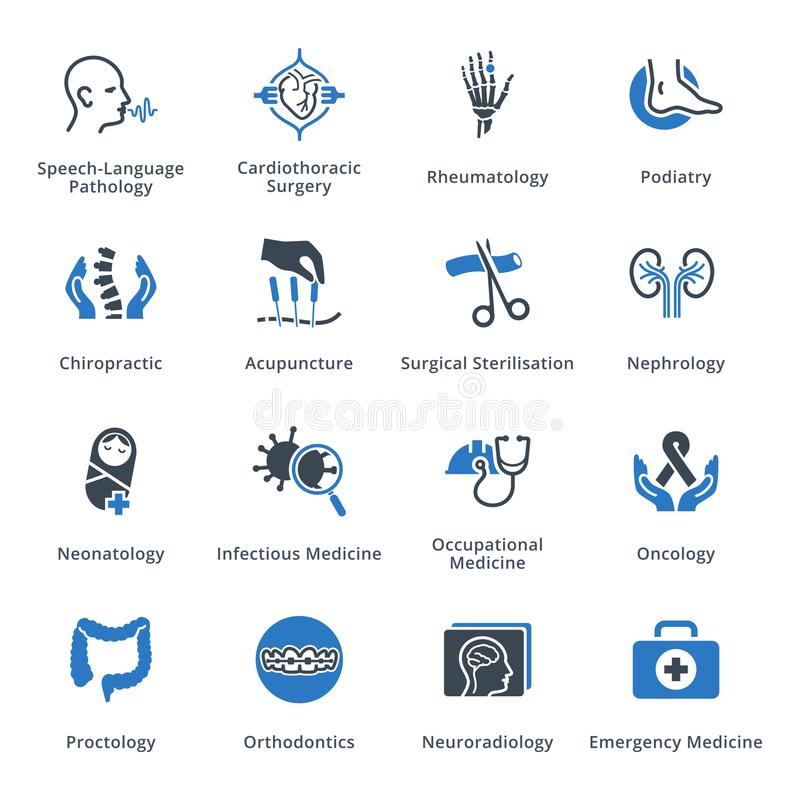 Speech-Language
Pathology
Cardiothoracic
Surgery
Rheumatology
Podiatry
Chiropractic
Acupuncture
Surgical Sterilisation
Nephrology
dreamstime
Neonatology
Infectious Medicine
Occupational
Medicine
Oncology
Proctology
Orthodontics
Neuroradiology
Emergency Medicine